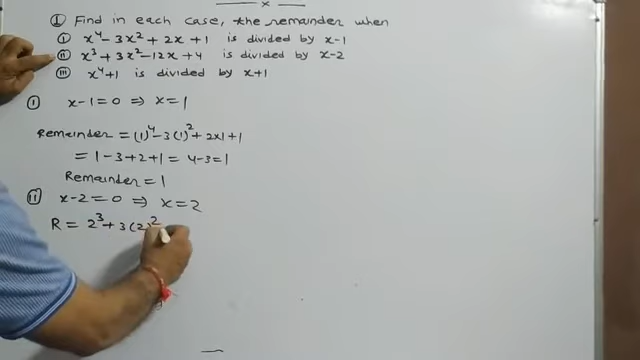 ① Find in each case, the remainder when
ⓘ x⁴ - 3x² + 2x + 1 is divided by x-1
ⓘⓘ x³ + 3x² - 12x + 4 is divided by x-2
ⓘⓘⓘ x⁴+1 is divided by x+1
ⓘ x-1=0 ⇒ x=1
Remainder = (1)⁴ - 3(1)² + 2x1 + 1
= 1-3+2+1 = 4-3=1
Remainder = 1
ⓘⓘ x-2=0 ⇒ x=2
R = 2³ + 3(2)²